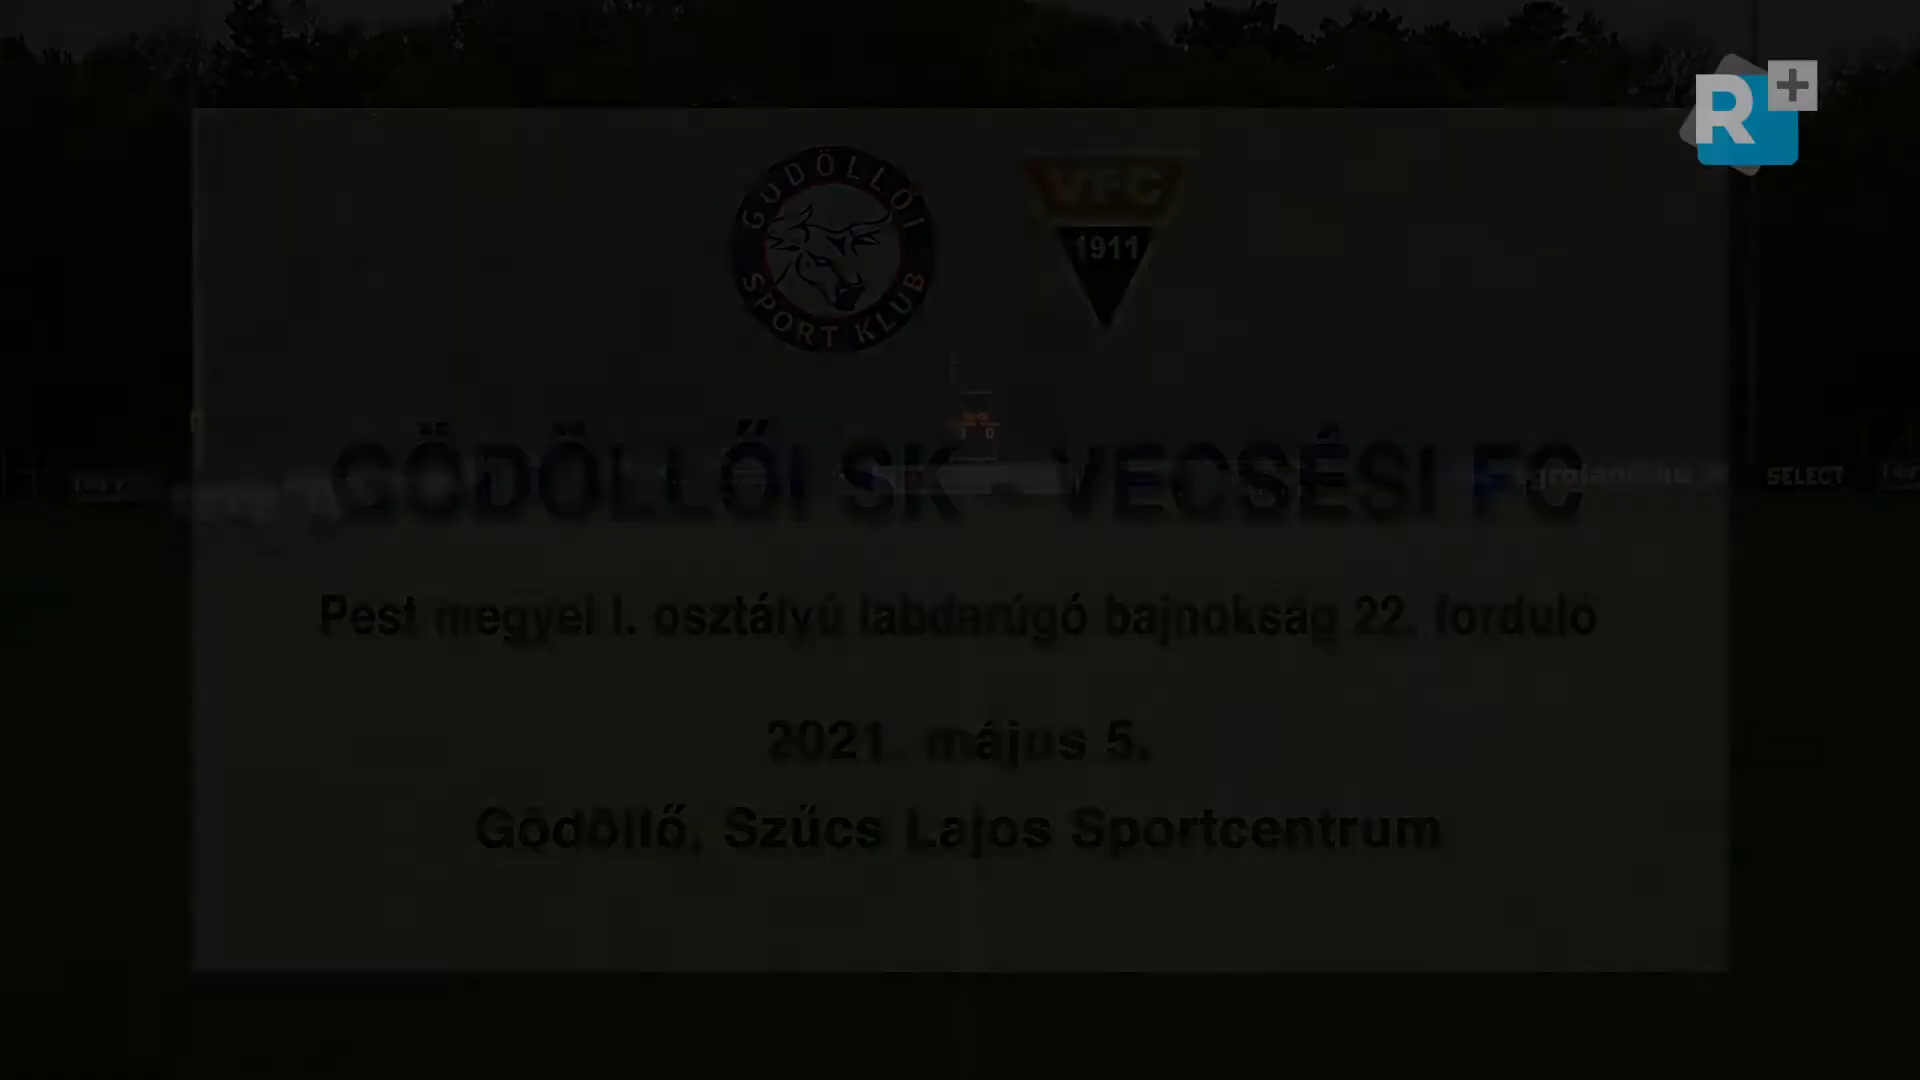 R+
GÖDÖLLŐI SPORT KLUB
VFC
1911
GÖDÖLLŐI SK - VECSÉSI FC
SELECT
Pest megyei I. osztályú labdarúgó bajnokság 22. forduló
2021. május 5.
Gödöllő, Szűcs Lajos Sportcentrum